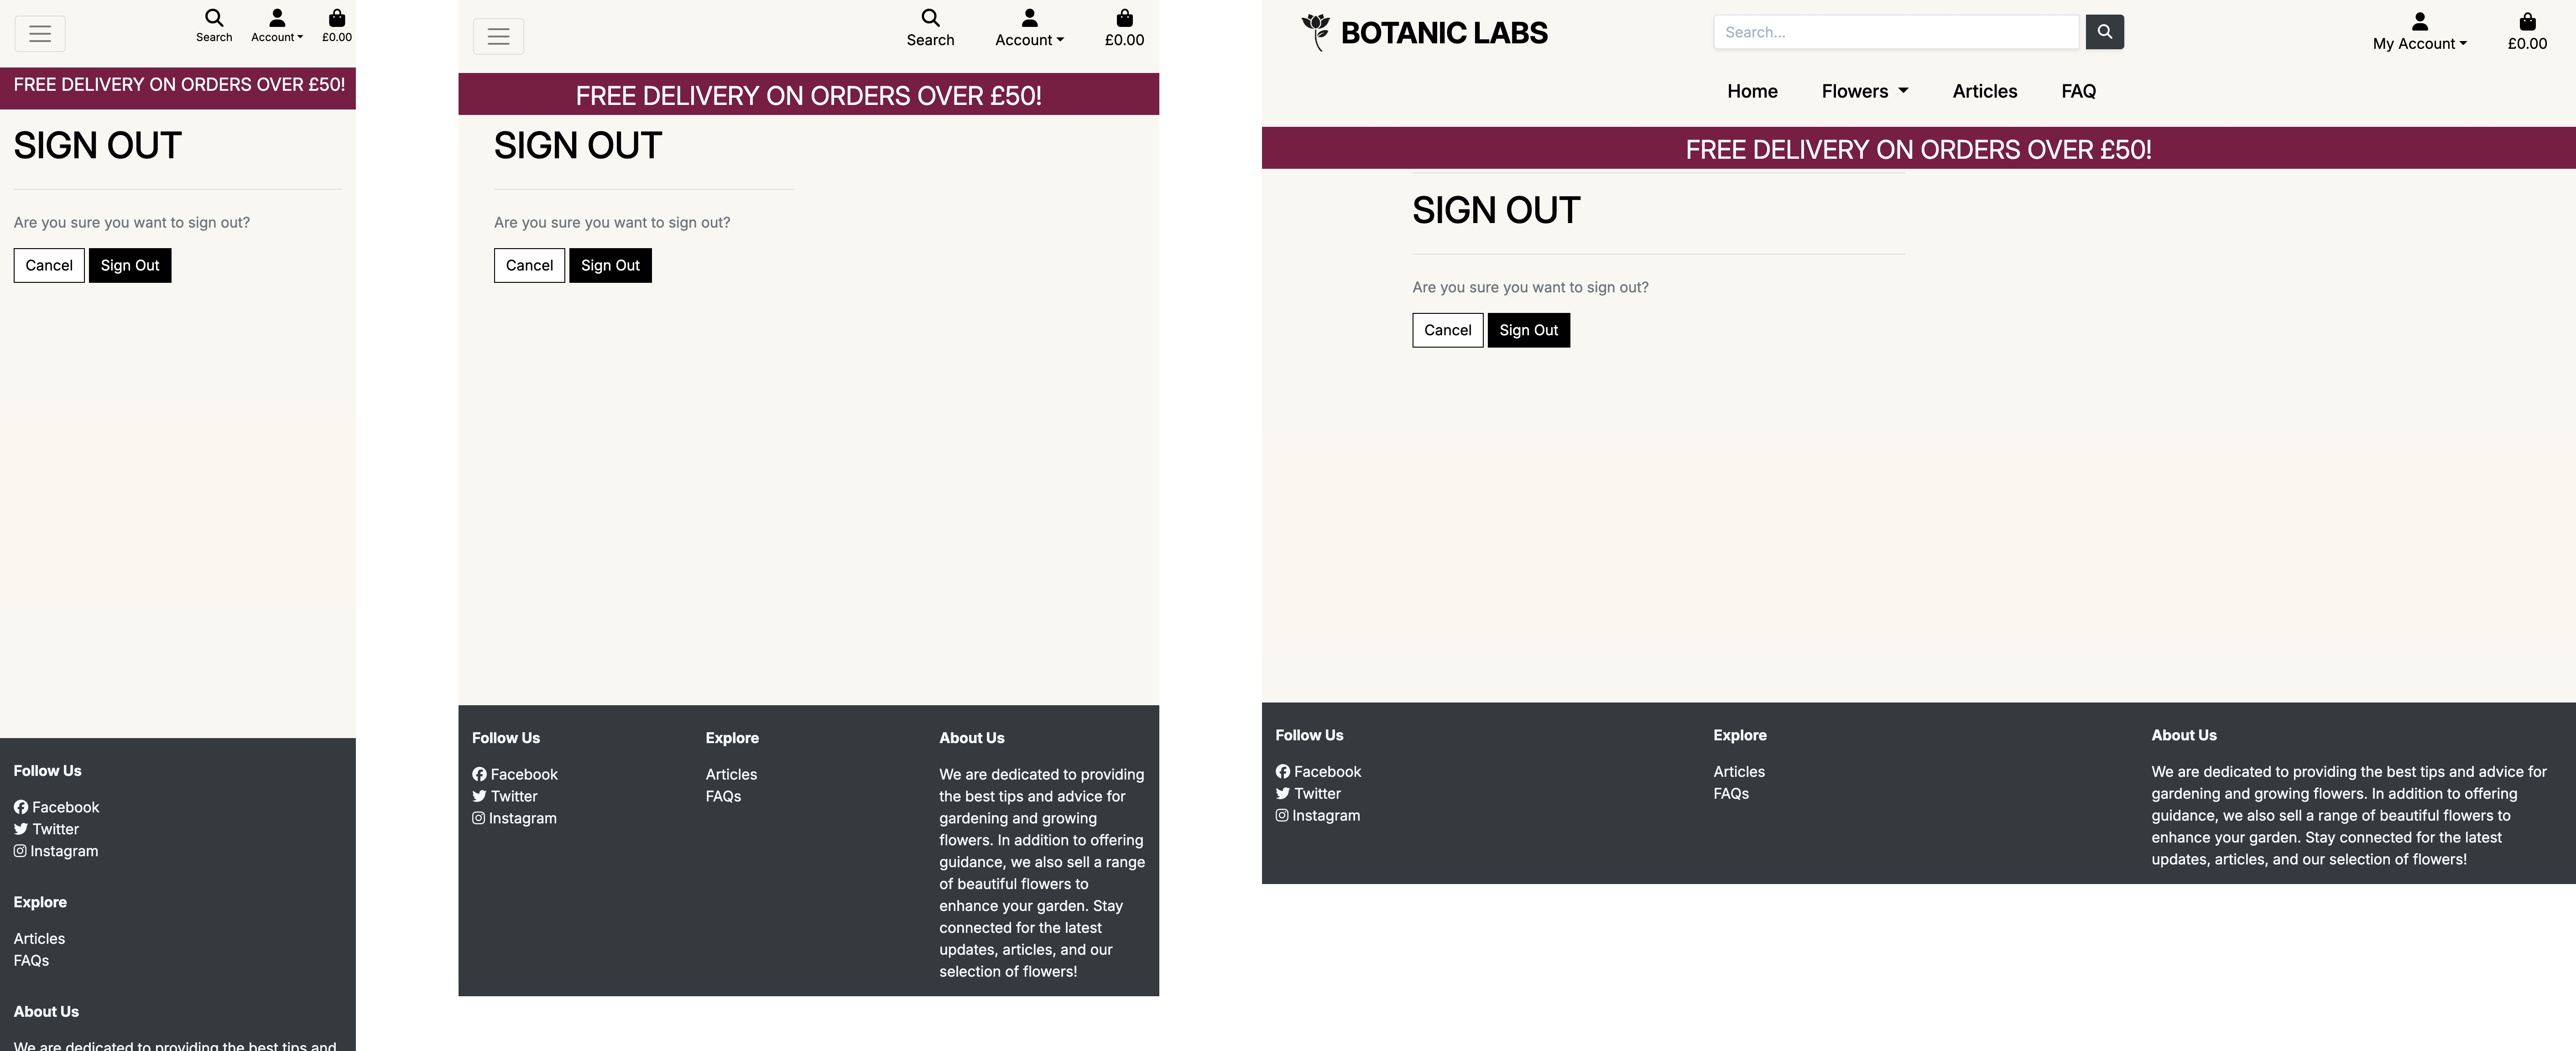 Search
Account
£0.00
FREE DELIVERY ON ORDERS OVER £50!
SIGN OUT
Are you sure you want to sign out?
Cancel
Sign Out
Follow Us
Facebook
Twitter
Instagram
Explore
Articles
FAQs
About Us
We are dedicated to providing the best tips and
Search
Account
£0.00
FREE DELIVERY ON ORDERS OVER £50!
SIGN OUT
Are you sure you want to sign out?
Cancel
Sign Out
Follow Us
Facebook
Twitter
Instagram
Explore
Articles
FAQs
About Us
We are dedicated to providing
the best tips and advice for
gardening and growing
flowers. In addition to offering
guidance, we also sell a range
of beautiful flowers to
enhance your garden. Stay
connected for the latest
updates, articles, and our
selection of flowers!
BOTANIC LABS
Search...
My Account
£0.00
Home
Flowers
Articles
FAQ
FREE DELIVERY ON ORDERS OVER £50!
SIGN OUT
Are you sure you want to sign out?
Cancel
Sign Out
Follow Us
Facebook
Twitter
Instagram
Explore
Articles
FAQs
About Us
We are dedicated to providing the best tips and advice for
gardening and growing flowers. In addition to offering
guidance, we also sell a range of beautiful flowers to
enhance your garden. Stay connected for the latest
updates, articles, and our selection of flowers!